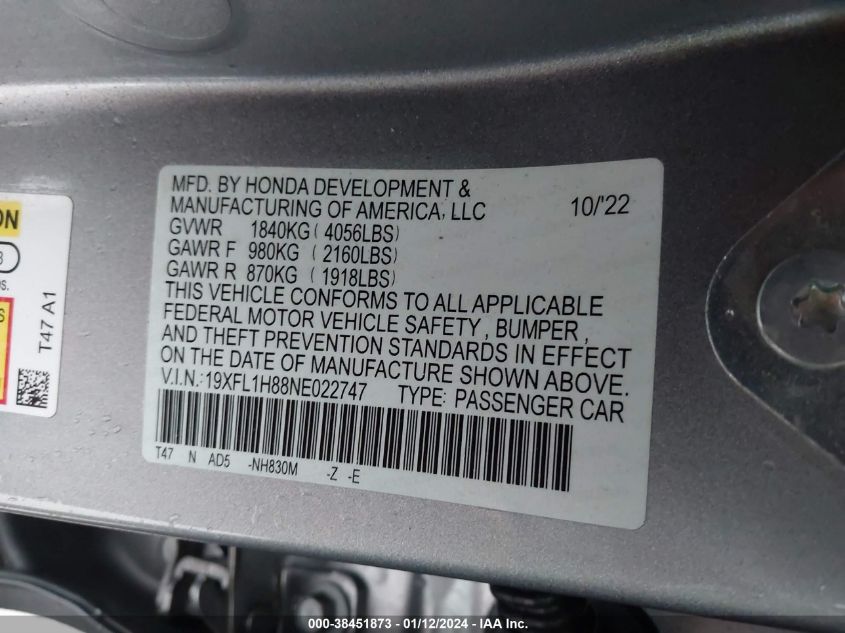 MFD. BY HONDA DEVELOPMENT &
MANUFACTURING OF AMERICA, LLC 10/'22
GVWR 1840KG ( 4056LBS)
GAWR F 980KG ( 2160LBS)
GAWR R 870KG ( 1918LBS)
THIS VEHICLE CONFORMS TO ALL APPLICABLE
FEDERAL MOTOR VEHICLE SAFETY , BUMPER ,
AND THEFT PREVENTION STANDARDS IN EFFECT
ON THE DATE OF MANUFACTURE SHOWN ABOVE.
V.I.N.: 19XFL1H88NE022747 TYPE: PASSENGER CAR
T47 N AD5 -NH830M -Z -E
T47 A1
000-38451873 - 01/12/2024 - IAA Inc.